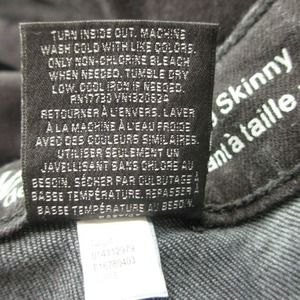 TURN INSIDE OUT. MACHINE
WASH COLD WITH LIKE COLORS.
ONLY NON-CHLORINE BLEACH
WHEN NEEDED. TUMBLE DRY
LOW. COOL IRON IF NEEDED.
RN17730 VN1320524
RETOURNER À L'ENVERS. LAVER
À LA MACHINE À L'EAU FROIDE
AVEC DES COULEURS SIMILAIRES.
UTILISER SEULEMENT UN
JAVELLISANT SANS CHLORE AU
BESOIN. SÉCHER PAR CULBUTAGE À
BASSE TEMPÉRATURE. REPASSER À
BASSE TEMPÉRATURE AU BESOIN.
Skinny
à taille